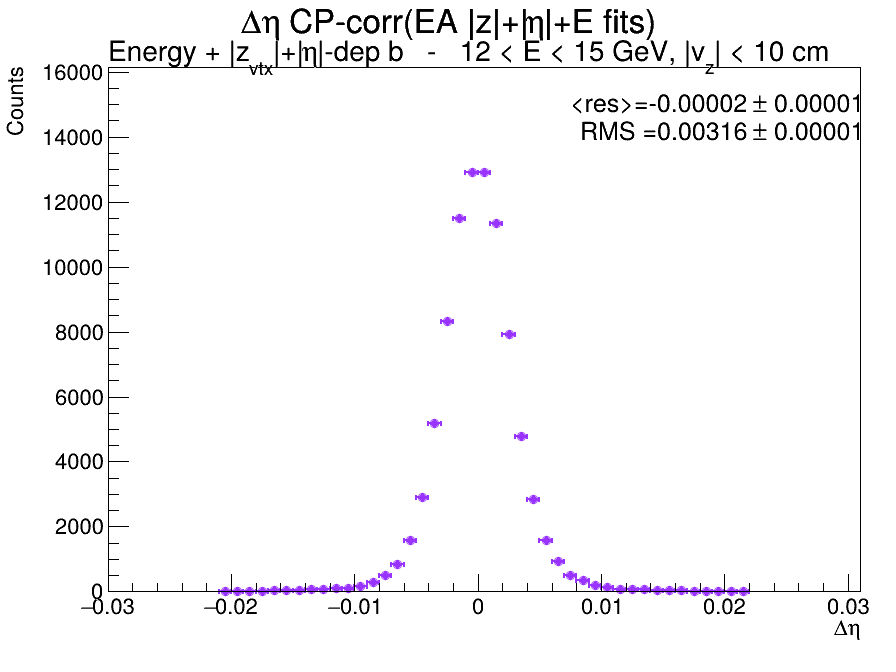 Δη CP-corr(EA |z|+|η|+E fits)
Energy + |z_vtx|+|η|-dep b - 12 < E < 15 GeV, |v_z| < 10 cm
Counts
<res>=-0.00002 ± 0.00001
RMS =0.00316 ± 0.00001
16000
14000
12000
10000
8000
6000
4000
2000
0
−0.03 −0.02 −0.01 0 0.01 0.02 0.03
Δη